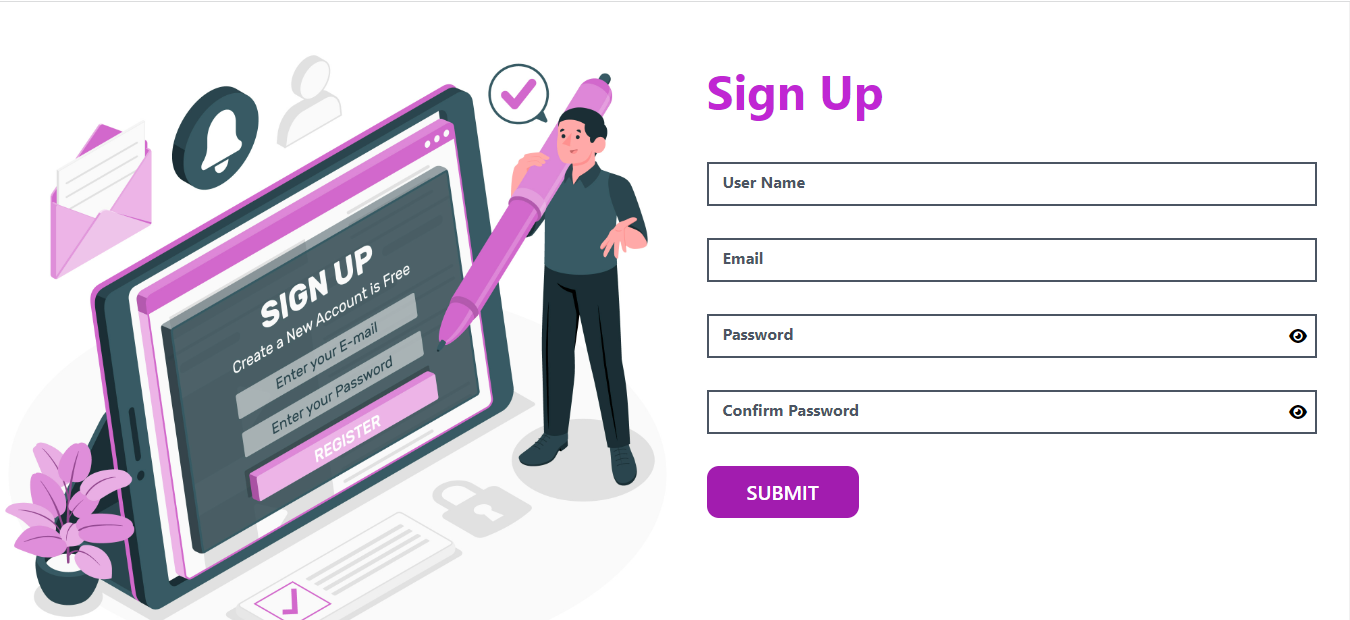 SIGN UP
Create a New Account is Free
Enter your E-mail
Enter your Password
REGISTER
Sign Up
User Name
Email
Password
Confirm Password
SUBMIT